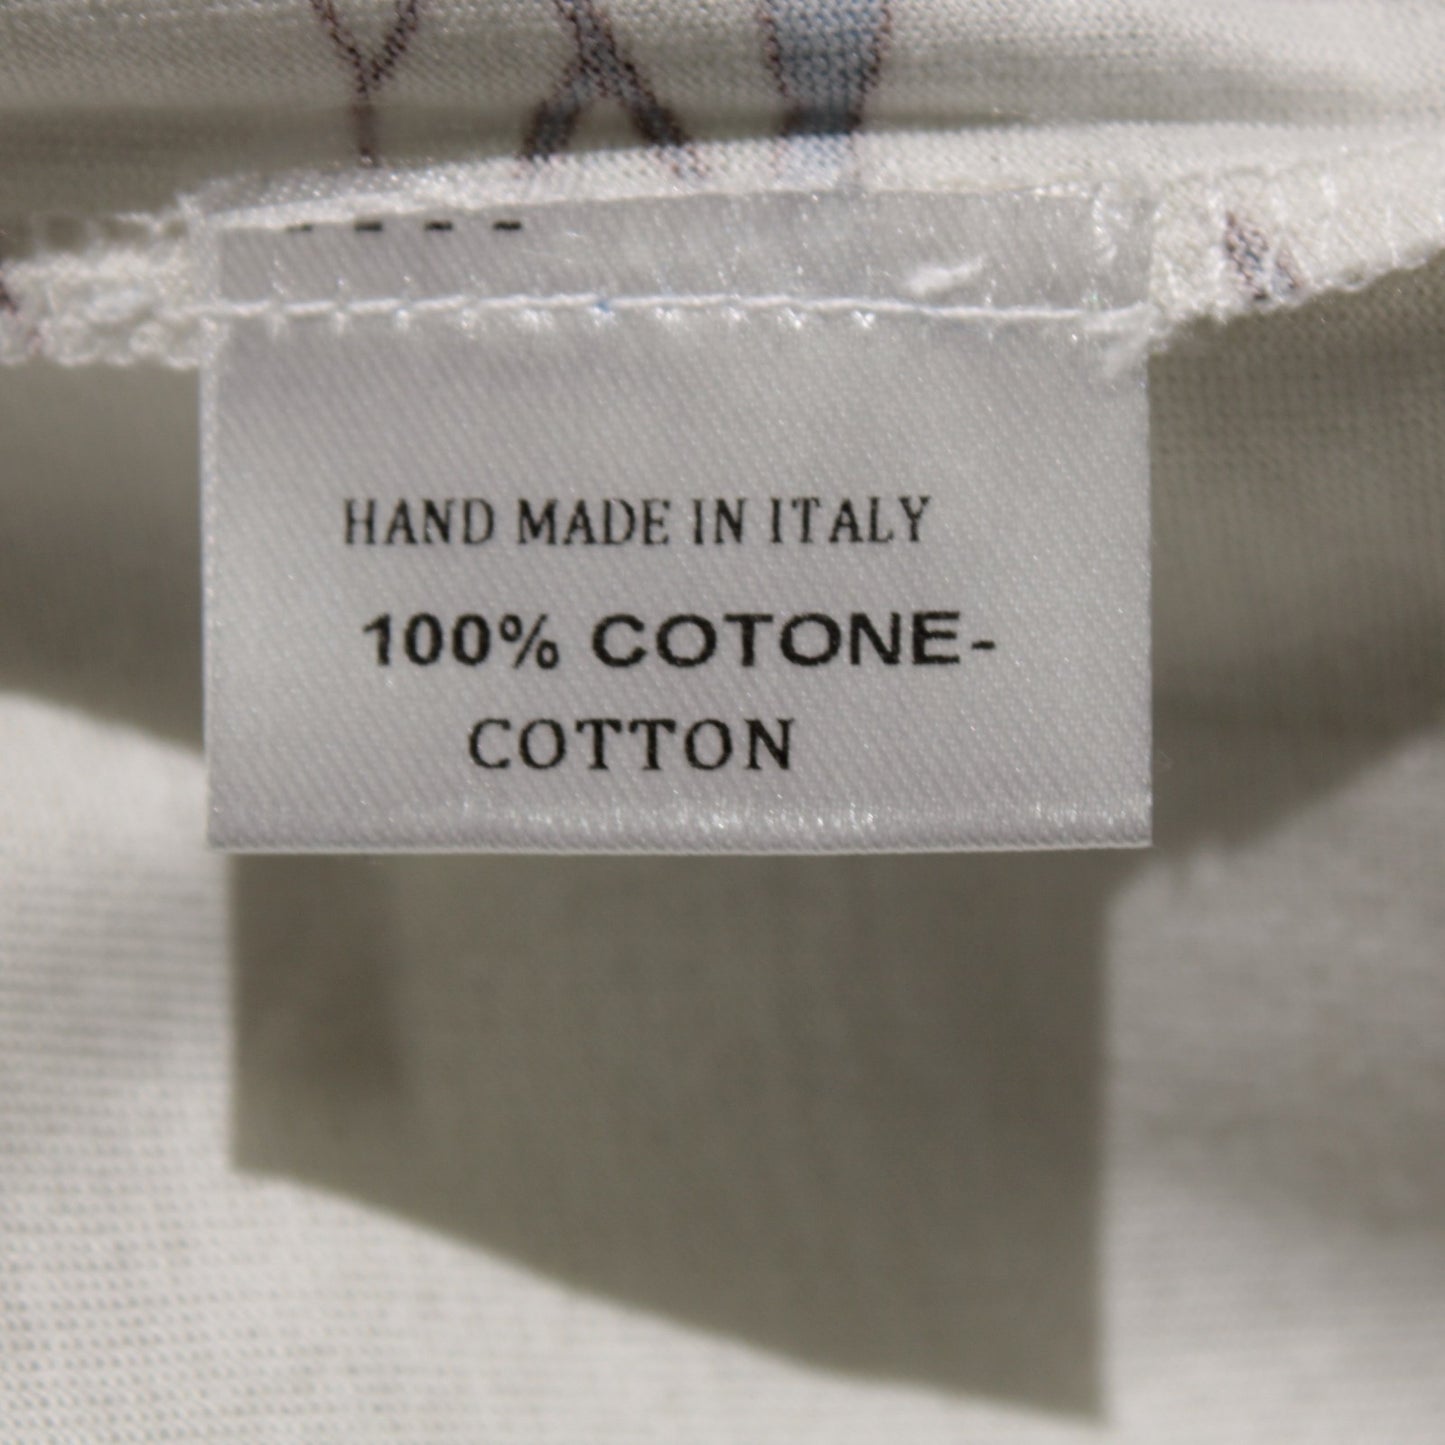 HAND MADE IN ITALY
100% COTONE-
COTTON